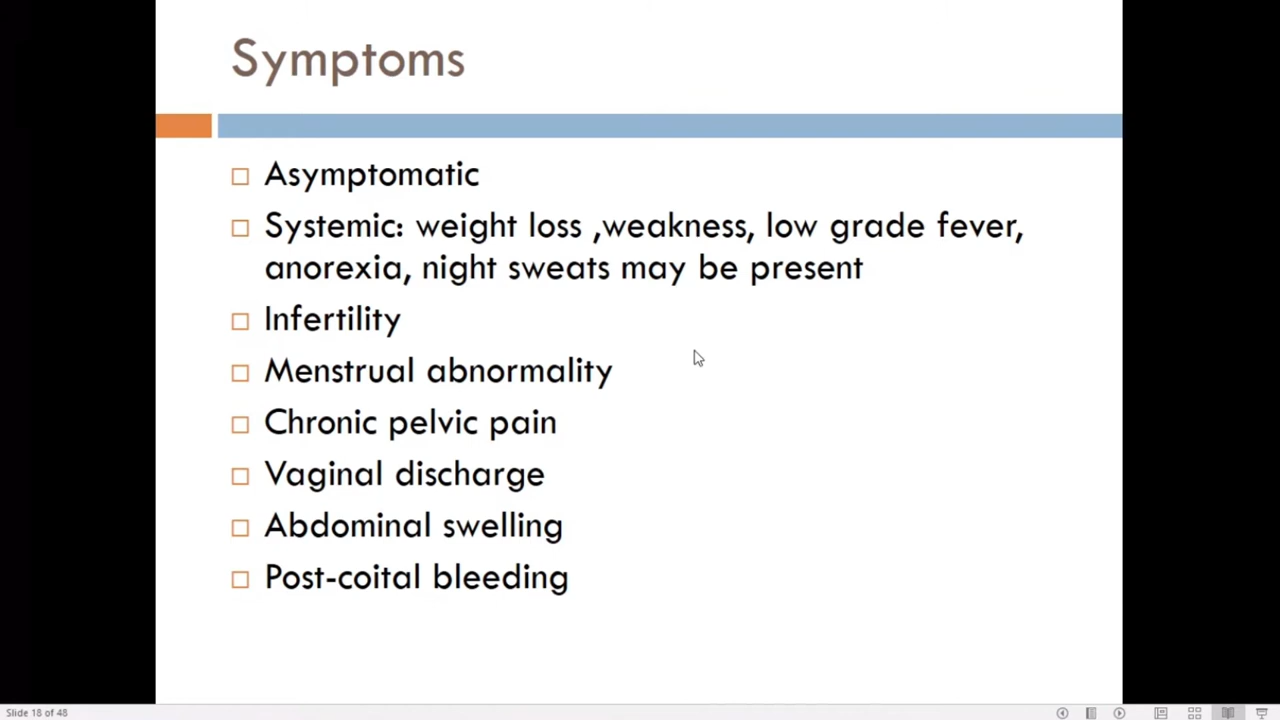 Symptoms
Asymptomatic
Systemic: weight loss ,weakness, low grade fever,
anorexia, night sweats may be present
Infertility
Menstrual abnormality
Chronic pelvic pain
Vaginal discharge
Abdominal swelling
Post-coital bleeding
Slide 18 of 48